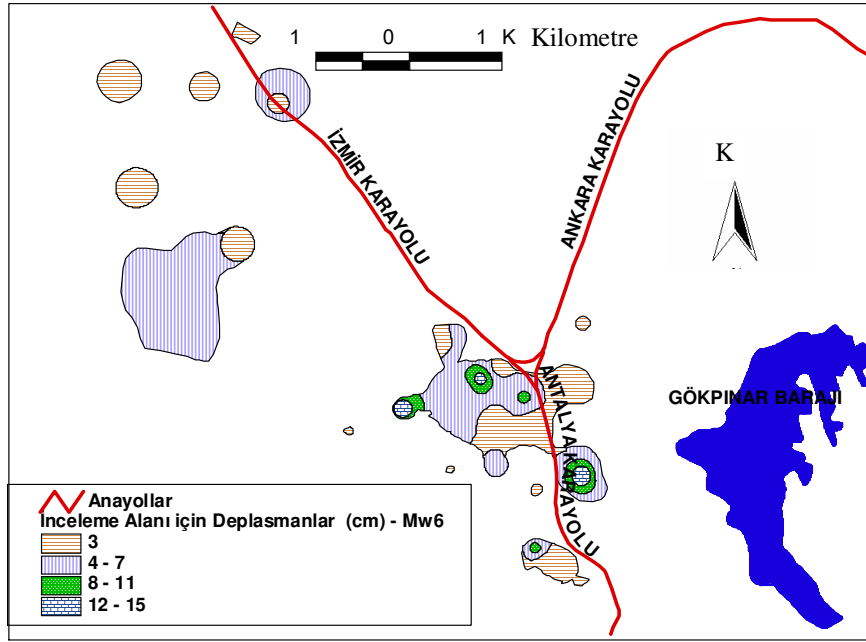 1 0 1 K Kilometre
İZMİR KARAYOLU
ANKARA KARAYOLU
K
ANTALYA KARAYOLU
GÖKPINAR BARAJI
Anayollar
İnceleme Alanı için Deplasmanlar (cm) - Mw6
3
4 - 7
8 - 11
12 - 15